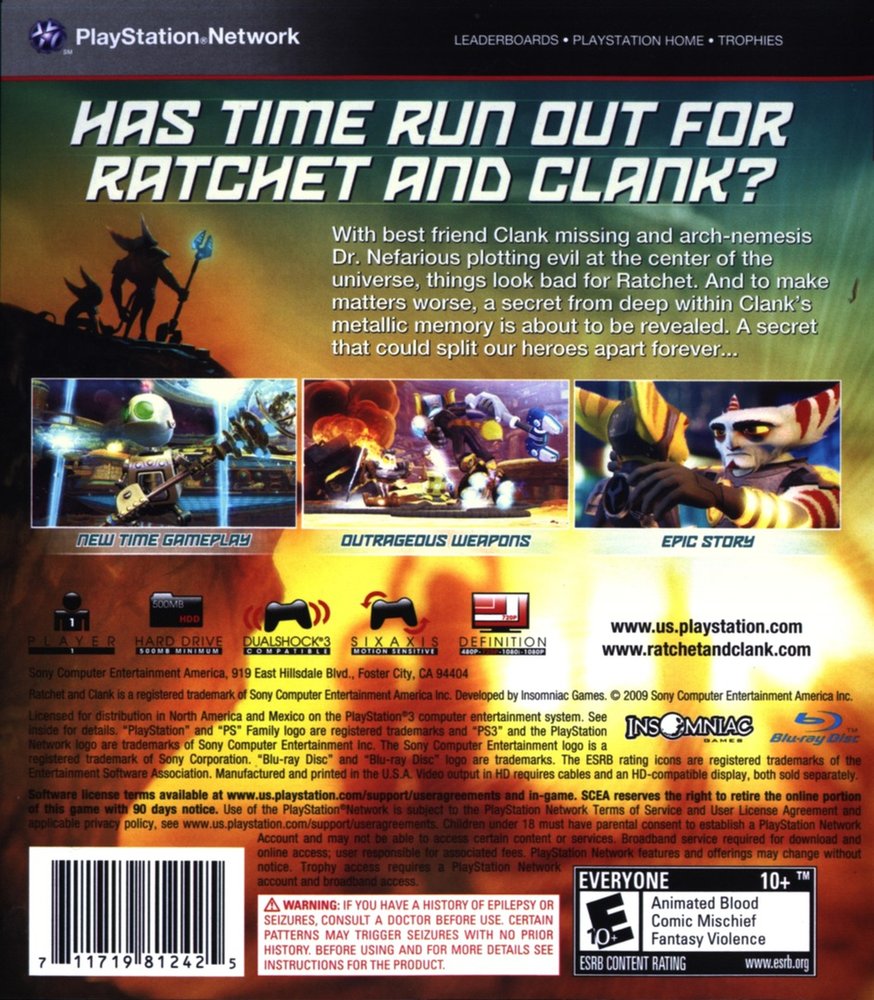 PlayStation®Network
SM
LEADERBOARDS • PLAYSTATION HOME • TROPHIES
HAS TIME RUN OUT FOR
RATCHET AND CLANK?
With best friend Clank missing and arch-nemesis
Dr. Nefarious plotting evil at the center of the
universe, things look bad for Ratchet. And to make
matters worse, a secret from deep within Clank's
metallic memory is about to be revealed. A secret
that could split our heroes apart forever...
NEW TIME GAMEPLAY
OUTRAGEOUS WEAPONS
EPIC STORY
1
PLAYER
1
500MB
HDD
HARD DRIVE
500MB MINIMUM
DUALSHOCK®3
COMPATIBLE
SIXAXIS
MOTION SENSITIVE
720P
DEFINITION
480P•720P•1080i•1080P
www.us.playstation.com
www.ratchetandclank.com
Sony Computer Entertainment America, 919 East Hillsdale Blvd., Foster City, CA 94404
Ratchet and Clank is a registered trademark of Sony Computer Entertainment America Inc. Developed by Insomniac Games. © 2009 Sony Computer Entertainment America Inc.
Licensed for distribution in North America and Mexico on the PlayStation®3 computer entertainment system. See
inside for details. "PlayStation" and "PS" Family logo are registered trademarks and "PS3" and the PlayStation
Network logo are trademarks of Sony Computer Entertainment Inc. The Sony Computer Entertainment logo is a
registered trademark of Sony Corporation. "Blu-ray Disc" and "Blu-ray Disc" logo are trademarks. The ESRB rating icons are registered trademarks of the
Entertainment Software Association. Manufactured and printed in the U.S.A. Video output in HD requires cables and an HD-compatible display, both sold separately.
INSOMNIAC
GAMES
Blu-ray Disc™
Software license terms available at www.us.playstation.com/support/useragreements and in-game. SCEA reserves the right to retire the online portion
of this game with 90 days notice. Use of the PlayStation®Network is subject to the PlayStation Network Terms of Service and User License Agreement and
applicable privacy policy, see www.us.playstation.com/support/useragreements. Children under 18 must have parental consent to establish a PlayStation Network
Account and may not be able to access certain content or services. Broadband service required for download and
online access; user responsible for associated fees. PlayStation Network features and offerings may change without
notice. Trophy access requires a PlayStation Network
account and broadband access.
7 11719 81242 5
WARNING: IF YOU HAVE A HISTORY OF EPILEPSY OR
SEIZURES, CONSULT A DOCTOR BEFORE USE. CERTAIN
PATTERNS MAY TRIGGER SEIZURES WITH NO PRIOR
HISTORY. BEFORE USING AND FOR MORE DETAILS SEE
INSTRUCTIONS FOR THE PRODUCT.
EVERYONE 10+ ™
E
10+
®
Animated Blood
Comic Mischief
Fantasy Violence
ESRB CONTENT RATING www.esrb.org